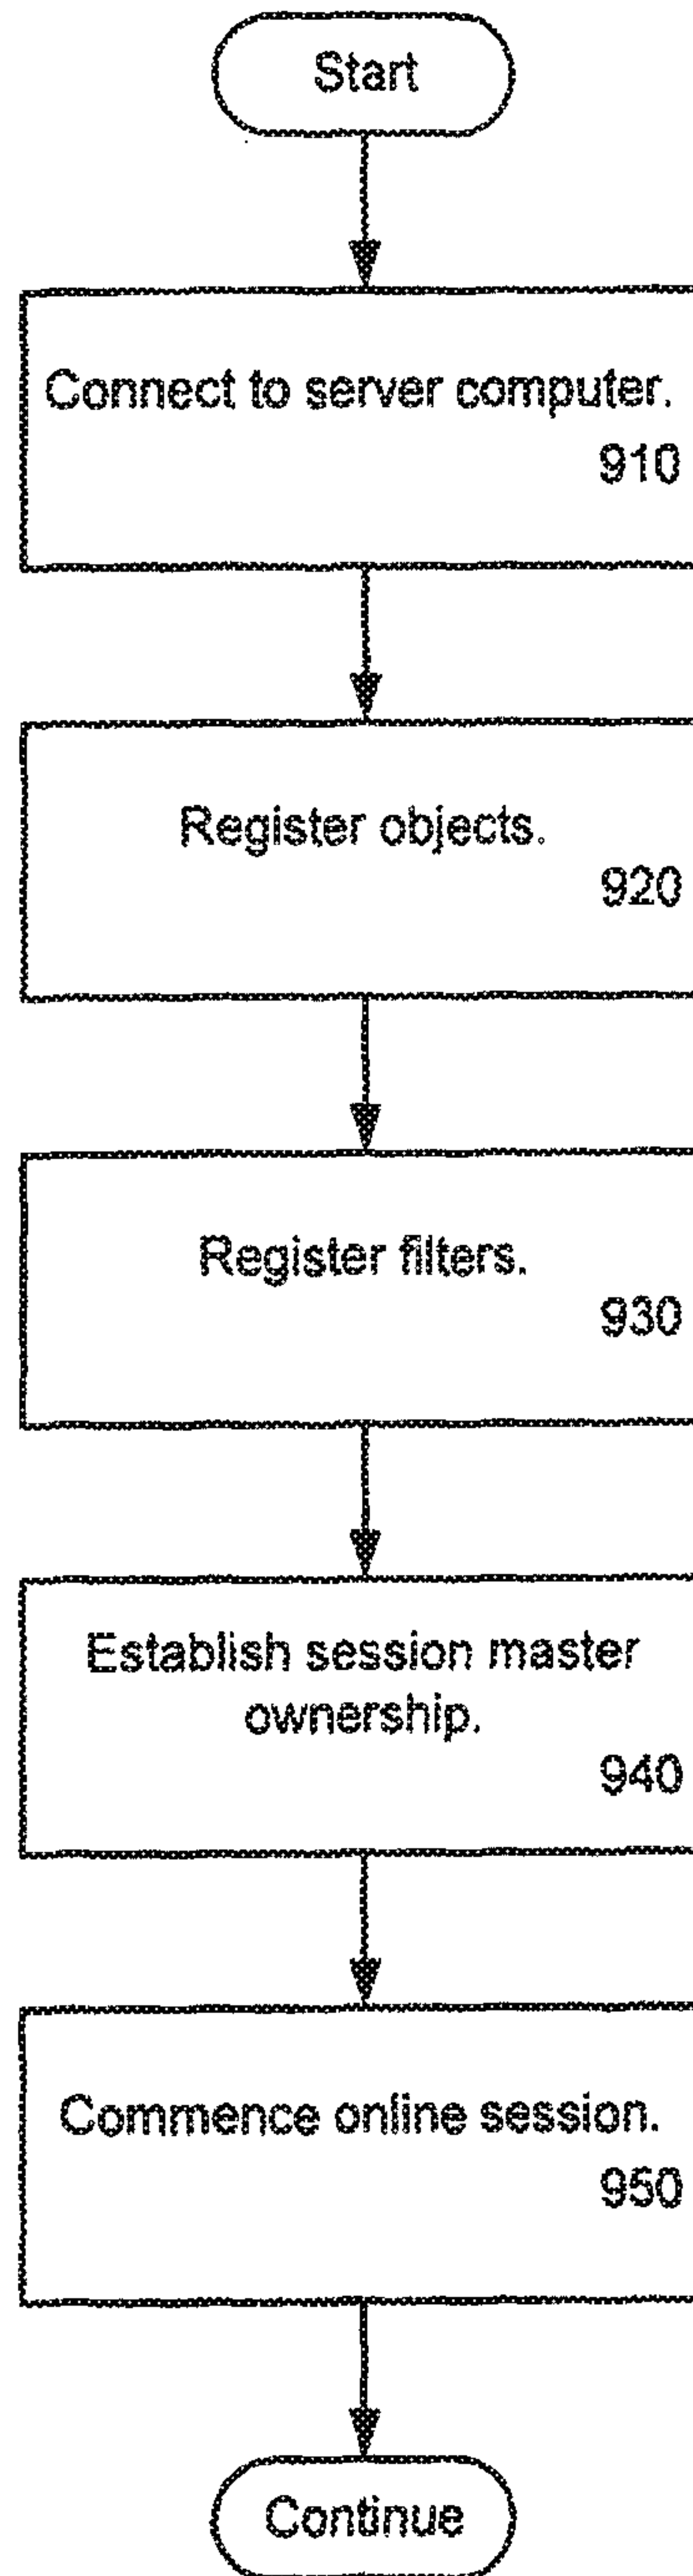 Start
Connect to server computer.
910
Register objects.
920
Register filters.
930
Establish session master
ownership.
940
Commence online session.
950
Continue